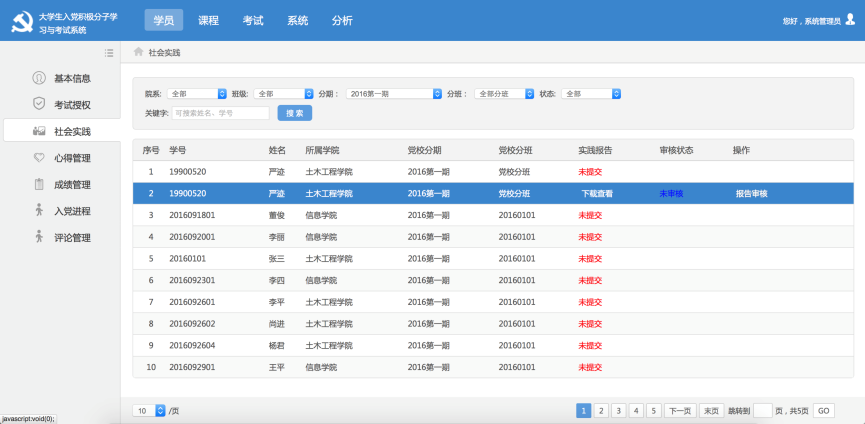 大学生入党积极分子学
习与考试系统
学员 课程 考试 系统 分析
您好，系统管理员
社会实践
基本信息
考试授权
社会实践
心得管理
成绩管理
入党进程
评论管理
院系: 全部 班级: 全部 分期： 2016第一期 分班： 全部分班 状态: 全部
关键字: 可搜索姓名、学号 搜 索
序号 学号 姓名 所属学院 党校分期 党校分班 实践报告 审核状态 操作
1 19900520 严迹 土木工程学院 2016第一期 党校分班 未提交
2 19900520 严迹 土木工程学院 2016第一期 党校分班 下载查看 未审核 报告审核
3 2016091801 董俊 信息学院 2016第一期 20160101 未提交
4 2016092001 李丽 信息学院 2016第一期 20160101 未提交
5 20160101 张三 土木工程学院 2016第一期 20160101 未提交
6 2016092301 李四 信息学院 2016第一期 20160101 未提交
7 2016092601 李平 土木工程学院 2016第一期 20160101 未提交
8 2016092602 尚进 土木工程学院 2016第一期 20160101 未提交
9 2016092604 杨君 土木工程学院 2016第一期 20160101 未提交
10 2016092901 王平 信息学院 2016第一期 20160101 未提交
10 /页
1 2 3 4 5 下一页 末页 跳转到 页，共5页 GO
javascript:void(0);